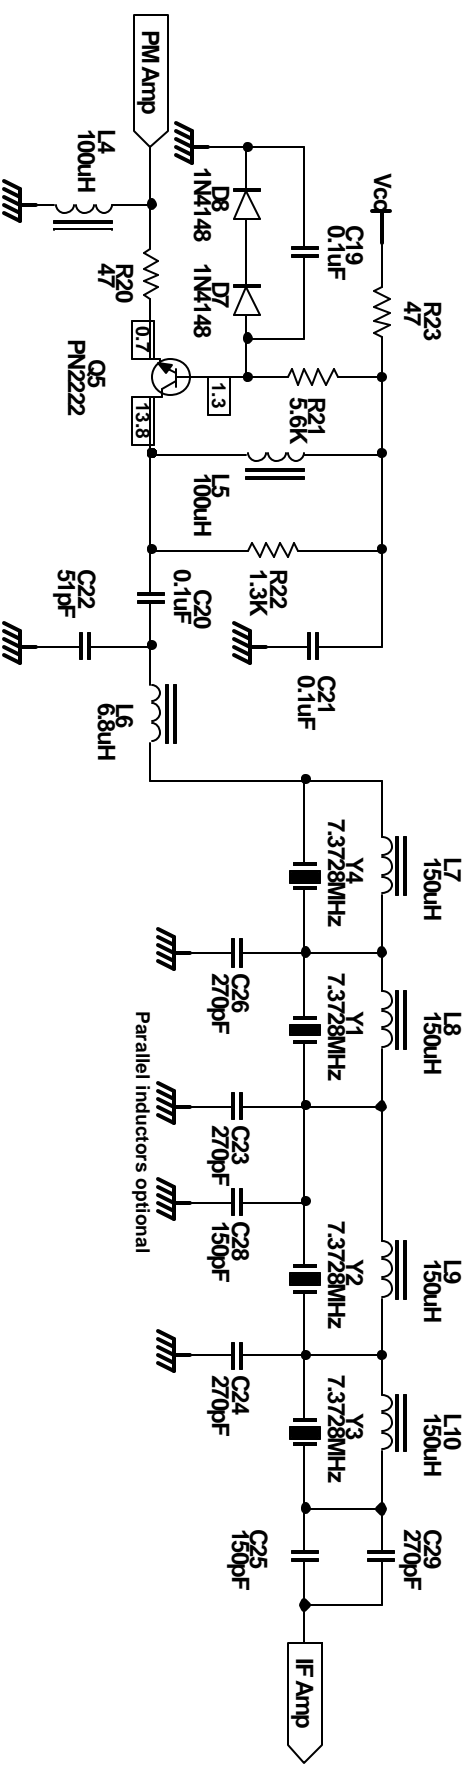 PM Amp
L4
100uH
R20
47
D8
1N4148
D7
1N4148
C19
0.1uF
Vcc
R23
47
0.7
Q5
PN2222
13.8
1.3
R21
5.6K
L5
100uH
R22
1.3K
C20
0.1uF
C22
51pF
C21
0.1uF
L6
6.8uH
L7
150uH
Y4
7.3728MHz
C26
270pF
L8
150uH
Y1
7.3728MHz
C23
270pF
C28
150pF
Parallel inductors optional
L9
150uH
Y2
7.3728MHz
C24
270pF
L10
150uH
Y3
7.3728MHz
C29
270pF
C25
150pF
IF Amp